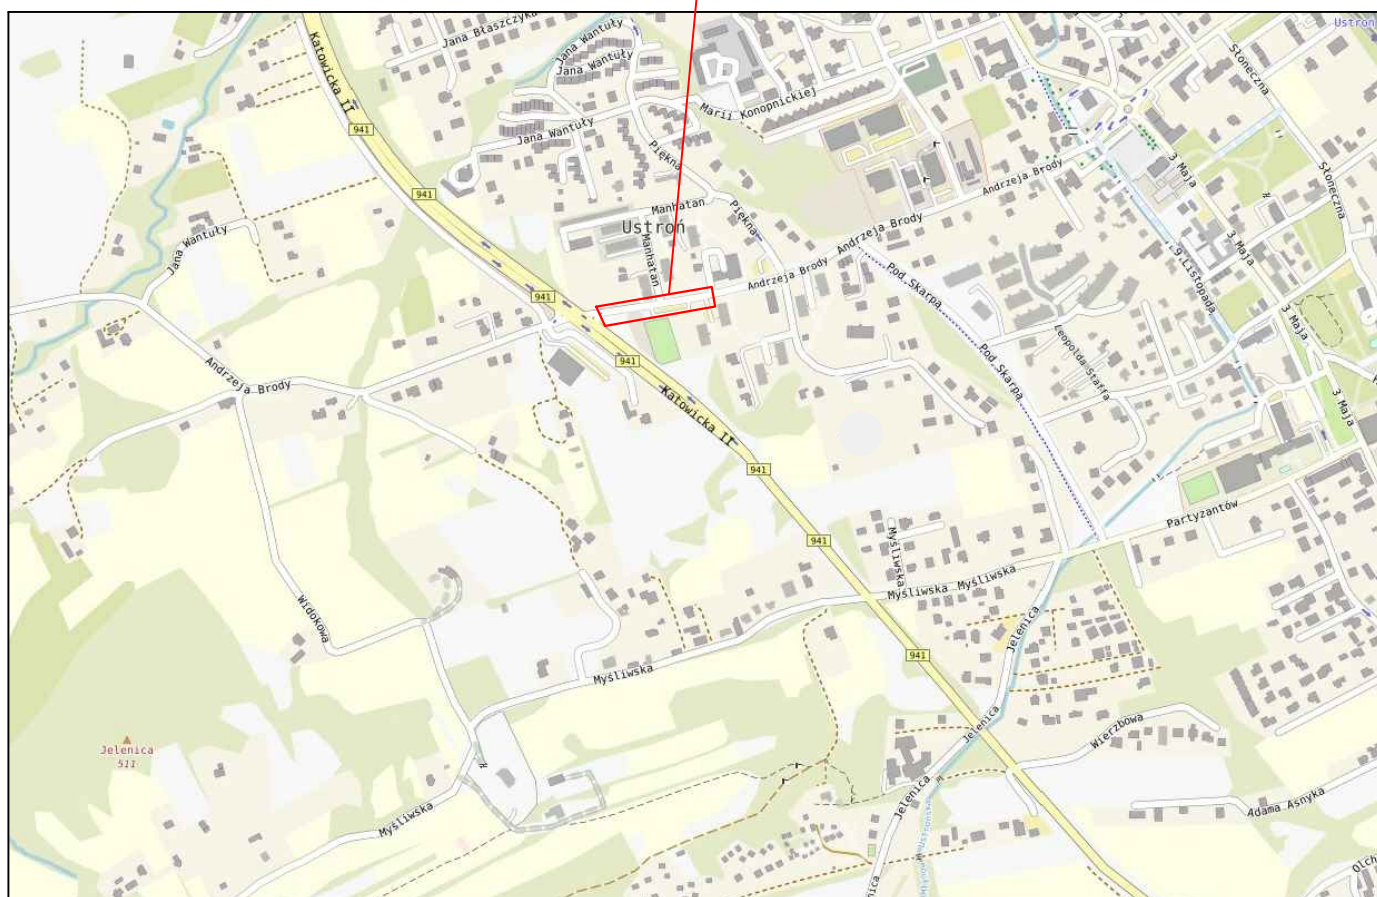 Jana Błaszczyka
Jana Wantuły
Ustroń
Słoneczna
Katowicka II
Jana Wantuły
941
Marii Konopnickiej
Jana Wantuły
Piękna
3 Maja
Andrzeja Brody
Słoneczna
941
Manhatan
Piękna
Ustroń
Andrzeja Brody
Jana Wantuły
Manhatan
3 Maja
9 Listopada
Pod Skarpą
Andrzeja Brody
941
3 Maja
Leopolda Staffa
941
Pod Skarpą
Andrzeja Brody
Katowicka II
3 Maja
941
Partyzantów
941
Myśliwska
Myśliwska
Myśliwska
Widokowa
Jelenica
941
Myśliwska
Jelenica
Wierzbowa
Jelenica
511
Jelenica
Adama Asnyka
Myśliwska